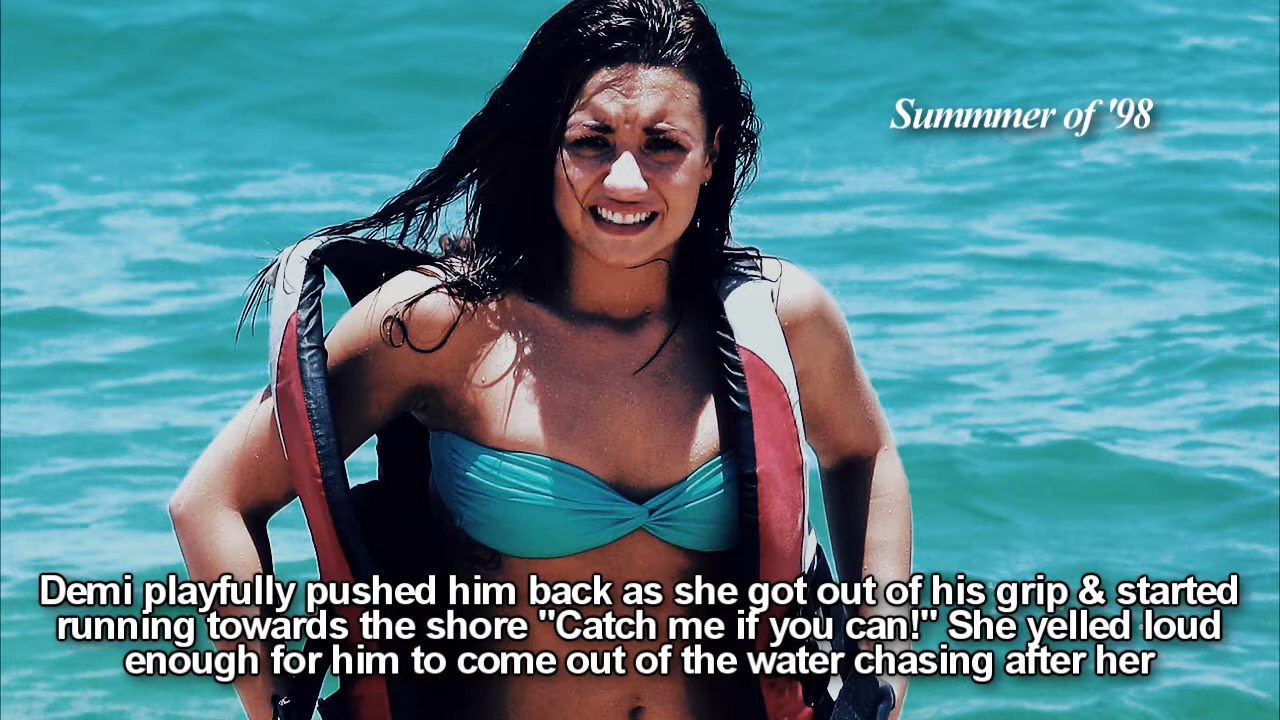 Summmer of '98
Demi playfully pushed him back as she got out of his grip & started
running towards the shore "Catch me if you can!" She yelled loud
enough for him to come out of the water chasing after her